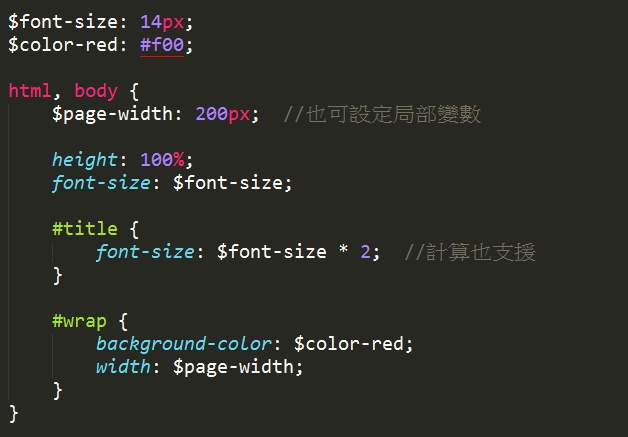 $font-size: 14px;
$color-red: #f00;
html, body {
$page-width: 200px;  //也可設定局部變數
height: 100%;
font-size: $font-size;
#title {
font-size: $font-size * 2;  //計算也支援
}
#wrap {
background-color: $color-red;
width: $page-width;
}
}